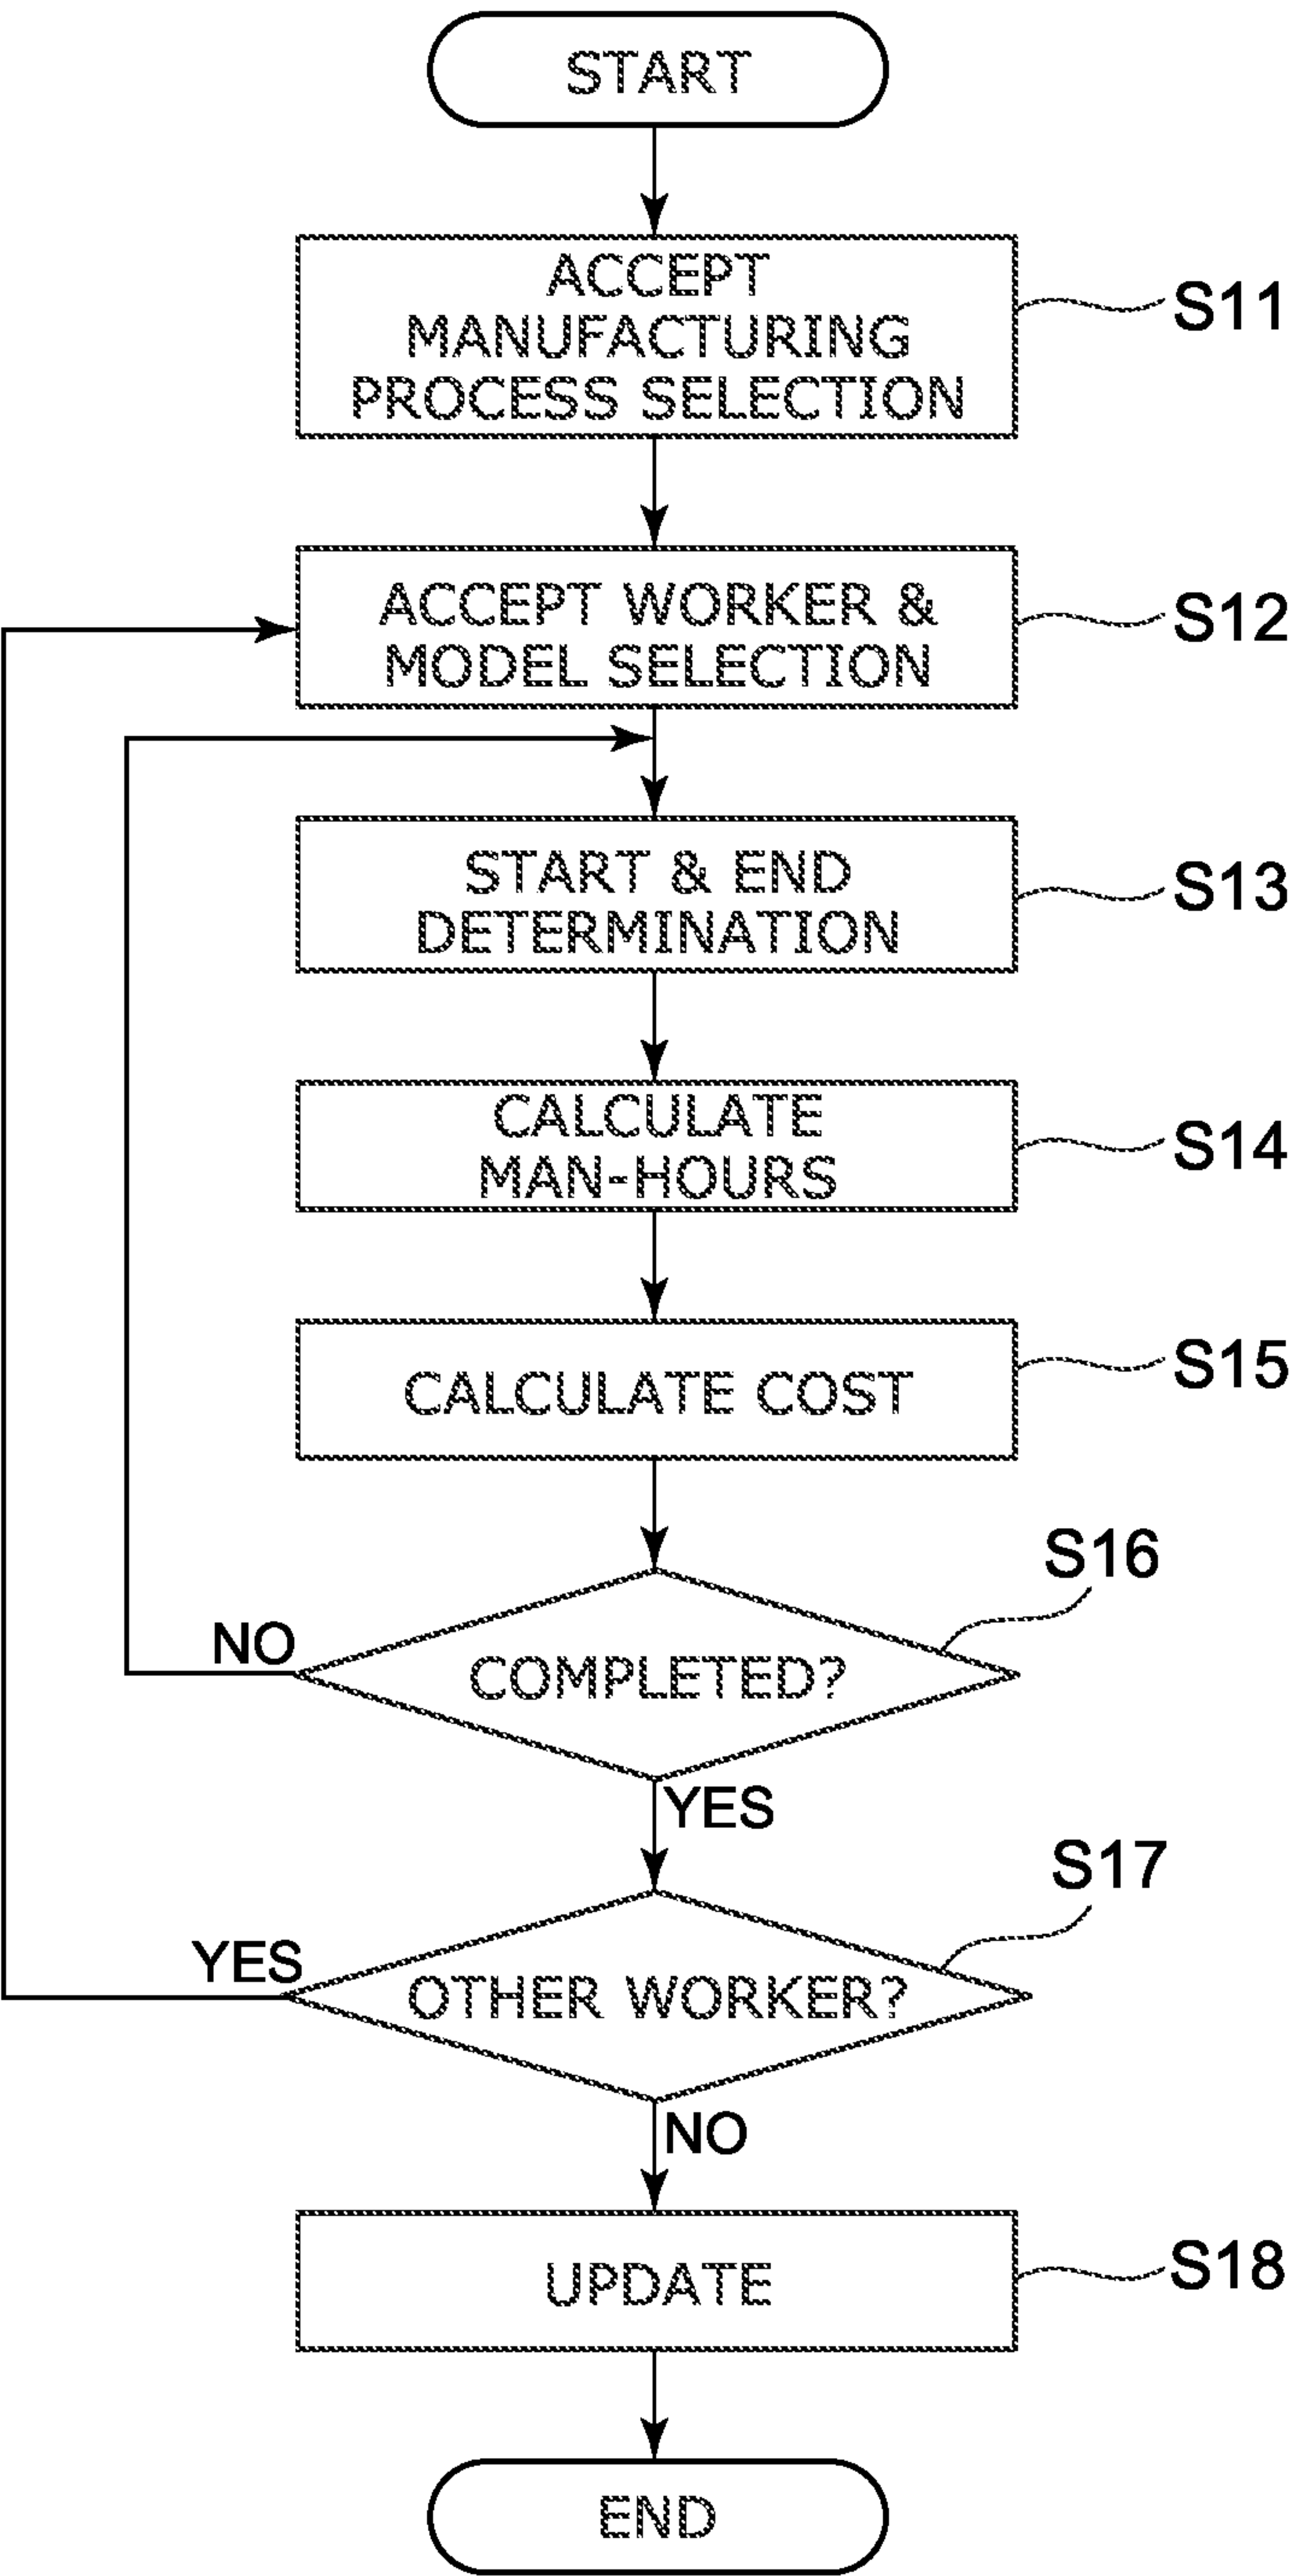 START
ACCEPT
MANUFACTURING
PROCESS SELECTION
S11
ACCEPT WORKER &
MODEL SELECTION
S12
START & END
DETERMINATION
S13
CALCULATE
MAN-HOURS
S14
CALCULATE COST
S15
S16
NO
COMPLETED?
YES
S17
YES
OTHER WORKER?
NO
UPDATE
S18
END